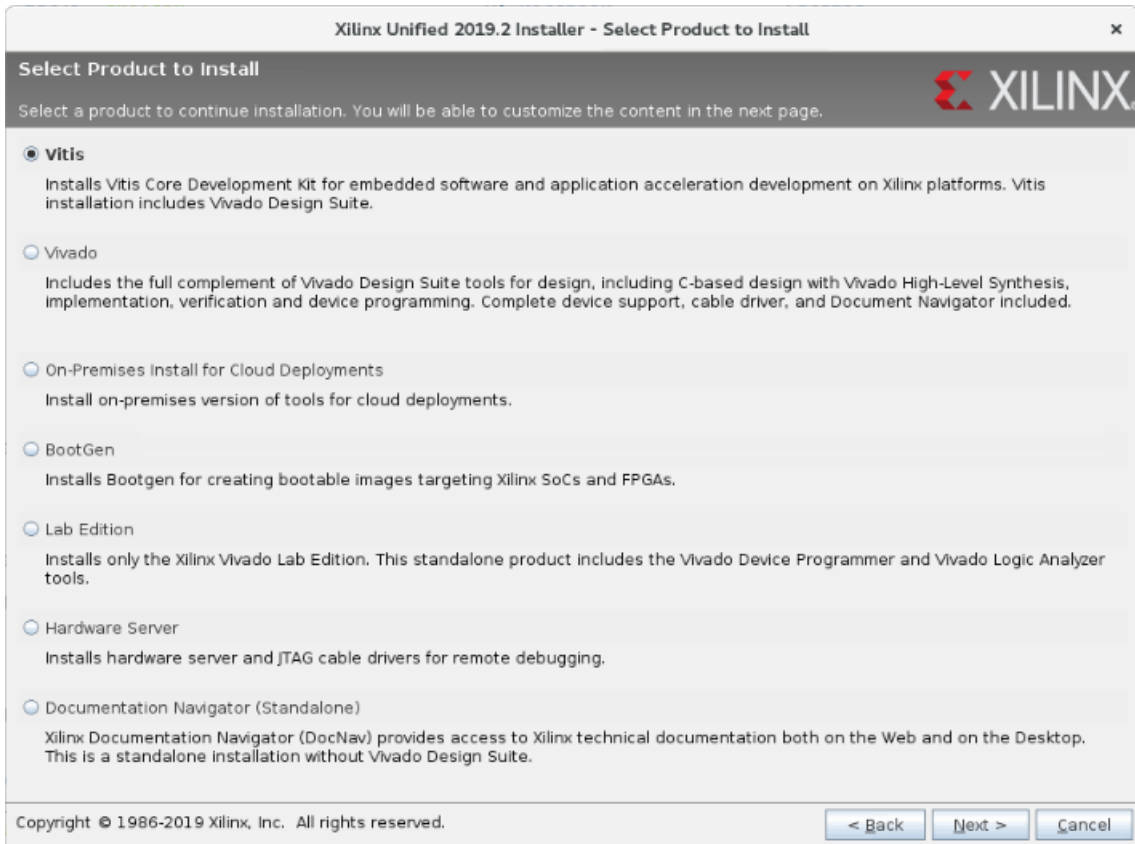 Xilinx Unified 2019.2 Installer - Select Product to Install
Select Product to Install
XILINX.
Select a product to continue installation. You will be able to customize the content in the next page.
Vitis
Installs Vitis Core Development Kit for embedded software and application acceleration development on Xilinx platforms. Vitis
installation includes Vivado Design Suite.
Vivado
Includes the full complement of Vivado Design Suite tools for design, including C-based design with Vivado High-Level Synthesis,
implementation, verification and device programming. Complete device support, cable driver, and Document Navigator included.
On-Premises Install for Cloud Deployments
Install on-premises version of tools for cloud deployments.
BootGen
Installs Bootgen for creating bootable images targeting Xilinx SoCs and FPGAs.
Lab Edition
Installs only the Xilinx Vivado Lab Edition. This standalone product includes the Vivado Device Programmer and Vivado Logic Analyzer
tools.
Hardware Server
Installs hardware server and JTAG cable drivers for remote debugging.
Documentation Navigator (Standalone)
Xilinx Documentation Navigator (DocNav) provides access to Xilinx technical documentation both on the Web and on the Desktop.
This is a standalone installation without Vivado Design Suite.
Copyright © 1986-2019 Xilinx, Inc. All rights reserved.
< Back
Next >
Cancel